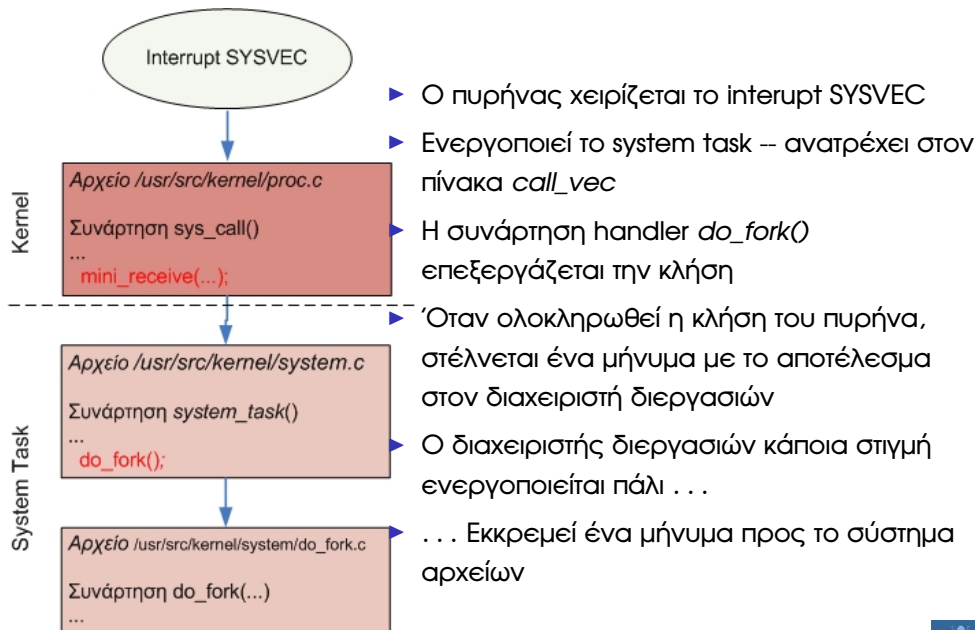 Interrupt SYSVEC
Kernel
Αρχείο /usr/src/kernel/proc.c
Συνάρτηση sys_call()
...
mini_receive(...);
System Task
Αρχείο /usr/src/kernel/system.c
Συνάρτηση system_task()
...
do_fork();
Αρχείο /usr/src/kernel/system/do_fork.c
Συνάρτηση do_fork(...)
...
Ο πυρήνας χειρίζεται το interupt SYSVEC
Ενεργοποιεί το system task -- ανατρέχει στον
πίνακα call_vec
Η συνάρτηση handler do_fork()
επεξεργάζεται την κλήση
Όταν ολοκληρωθεί η κλήση του πυρήνα,
στέλνεται ένα μήνυμα με το αποτέλεσμα
στον διαχειριστή διεργασιών
Ο διαχειριστής διεργασιών κάποια στιγμή
ενεργοποιείται πάλι . . .
. . . Εκκρεμεί ένα μήνυμα προς το σύστημα
αρχείων